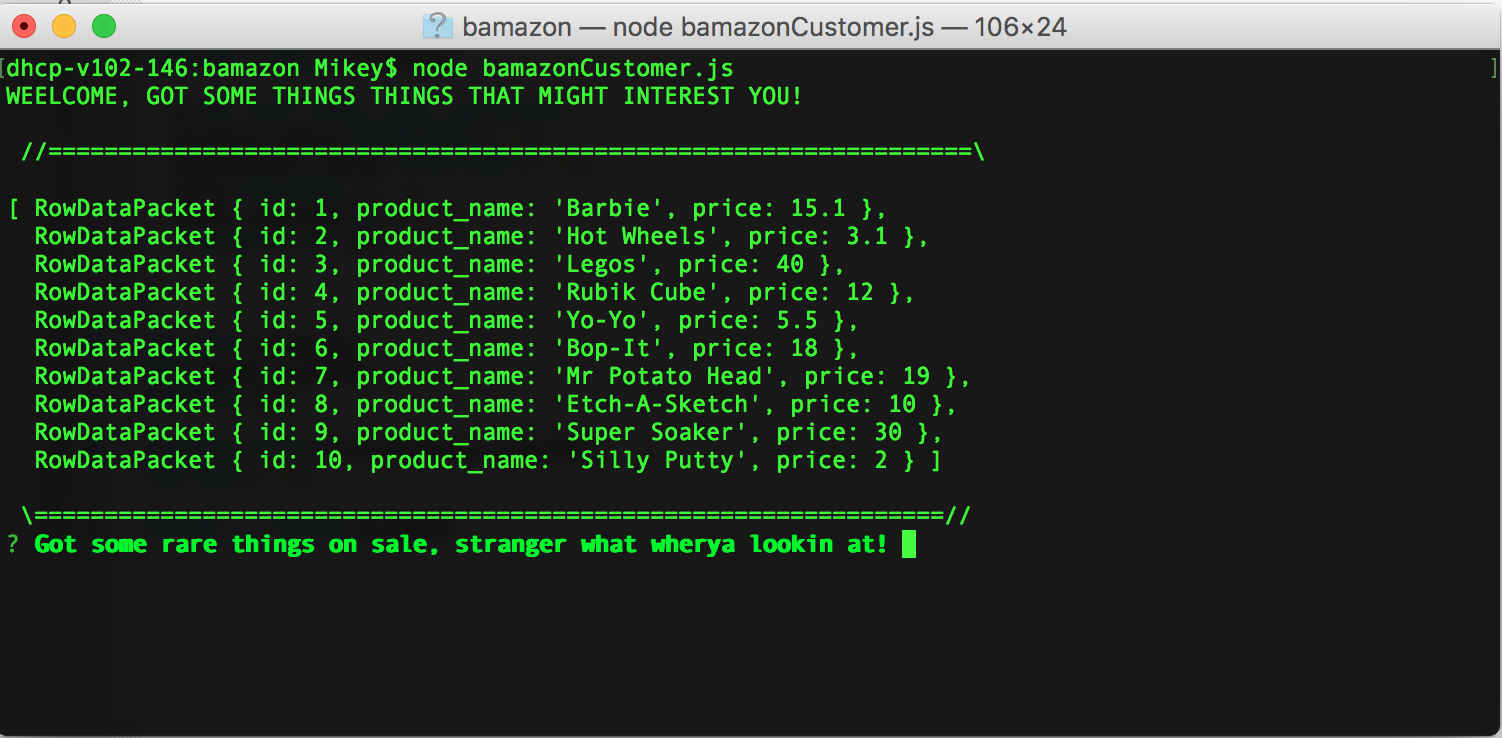 bamazon — node bamazonCustomer.js — 106×24
[dhcp-v102-146:bamazon Mikey$ node bamazonCustomer.js ]
WEELCOME, GOT SOME THINGS THINGS THAT MIGHT INTEREST YOU!
//==================================================================\
[ RowDataPacket { id: 1, product_name: 'Barbie', price: 15.1 },
RowDataPacket { id: 2, product_name: 'Hot Wheels', price: 3.1 },
RowDataPacket { id: 3, product_name: 'Legos', price: 40 },
RowDataPacket { id: 4, product_name: 'Rubik Cube', price: 12 },
RowDataPacket { id: 5, product_name: 'Yo-Yo', price: 5.5 },
RowDataPacket { id: 6, product_name: 'Bop-It', price: 18 },
RowDataPacket { id: 7, product_name: 'Mr Potato Head', price: 19 },
RowDataPacket { id: 8, product_name: 'Etch-A-Sketch', price: 10 },
RowDataPacket { id: 9, product_name: 'Super Soaker', price: 30 },
RowDataPacket { id: 10, product_name: 'Silly Putty', price: 2 } ]
\=================================================================//
? Got some rare things on sale, stranger what wherya lookin at!